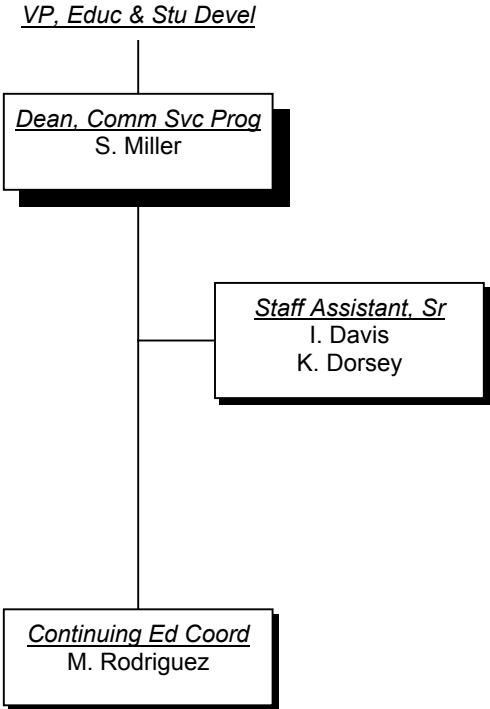 VP, Educ & Stu Devel
Dean, Comm Svc Prog
S. Miller
Staff Assistant, Sr
I. Davis
K. Dorsey
Continuing Ed Coord
M. Rodriguez